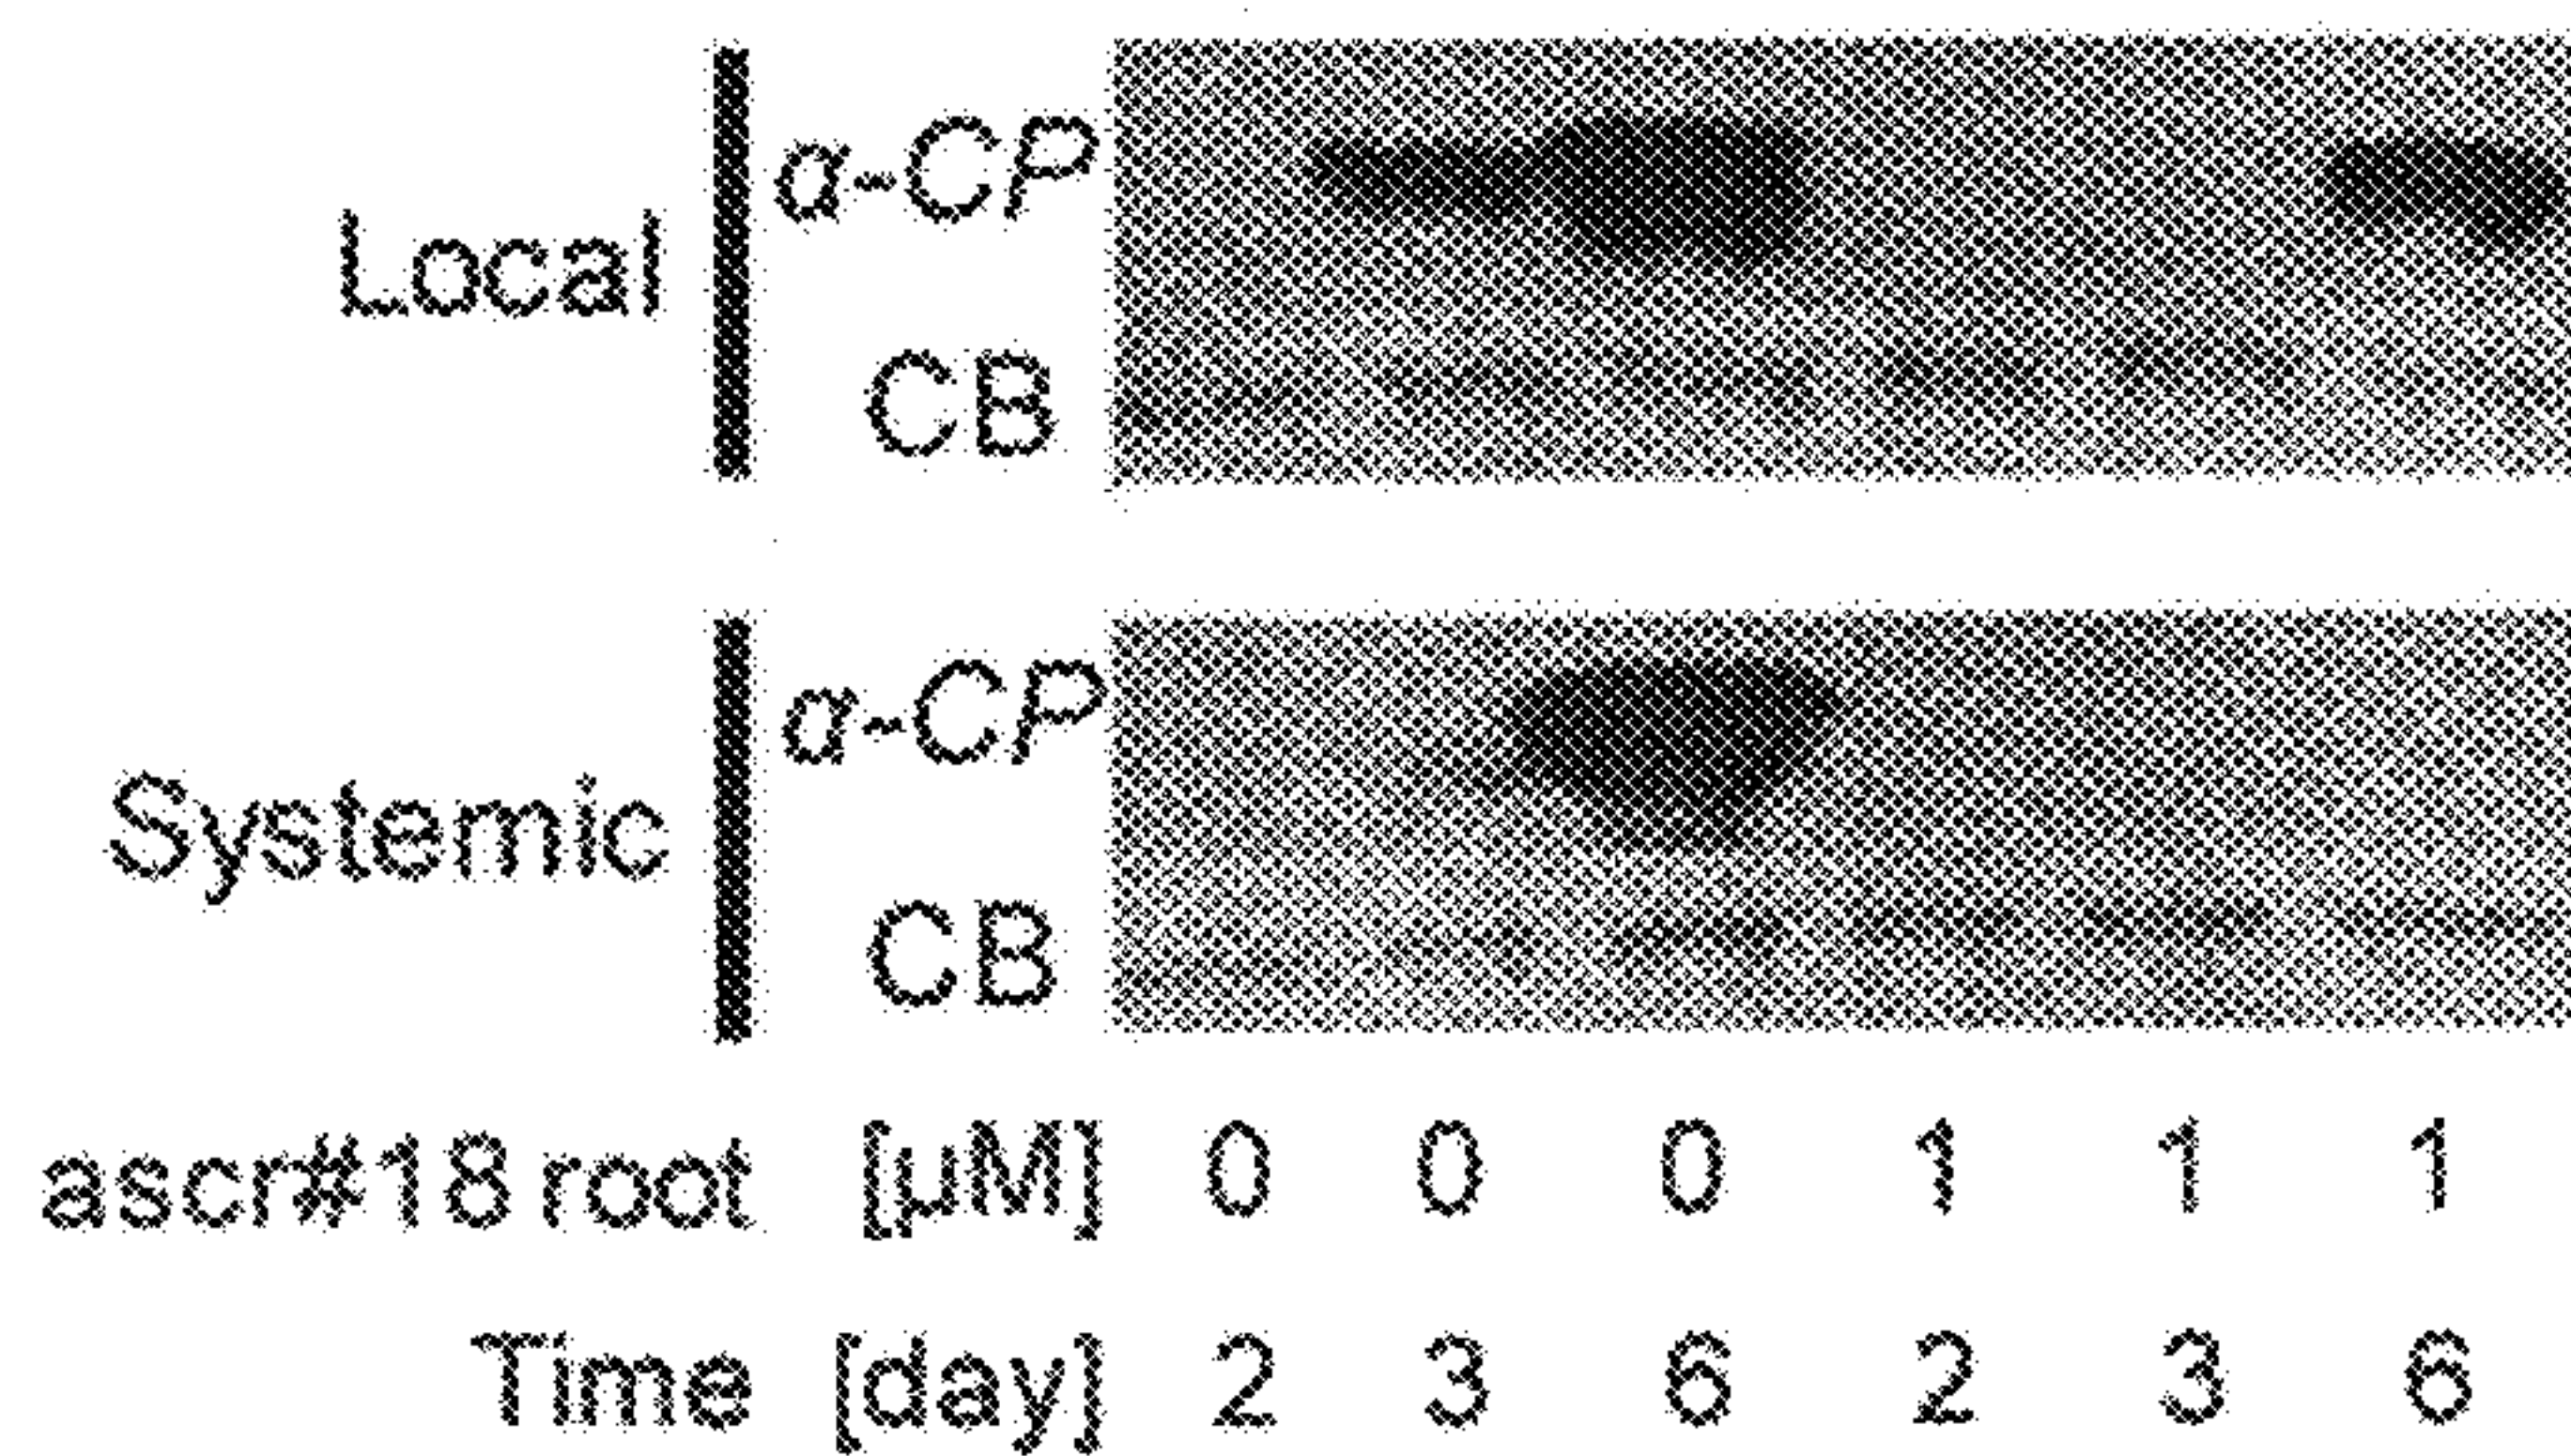 Local
α-CP
CB
Systemic
α-CP
CB
ascr#18 root [µM] 0 0 0 1 1 1
Time [day] 2 3 6 2 3 6